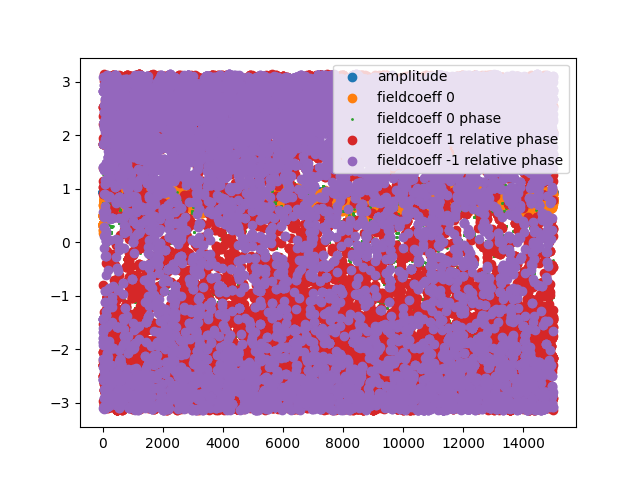 amplitude
fieldcoeff 0
fieldcoeff 0 phase
fieldcoeff 1 relative phase
fieldcoeff -1 relative phase
3
2
1
0
−1
−2
−3
0 2000 4000 6000 8000 10000 12000 14000